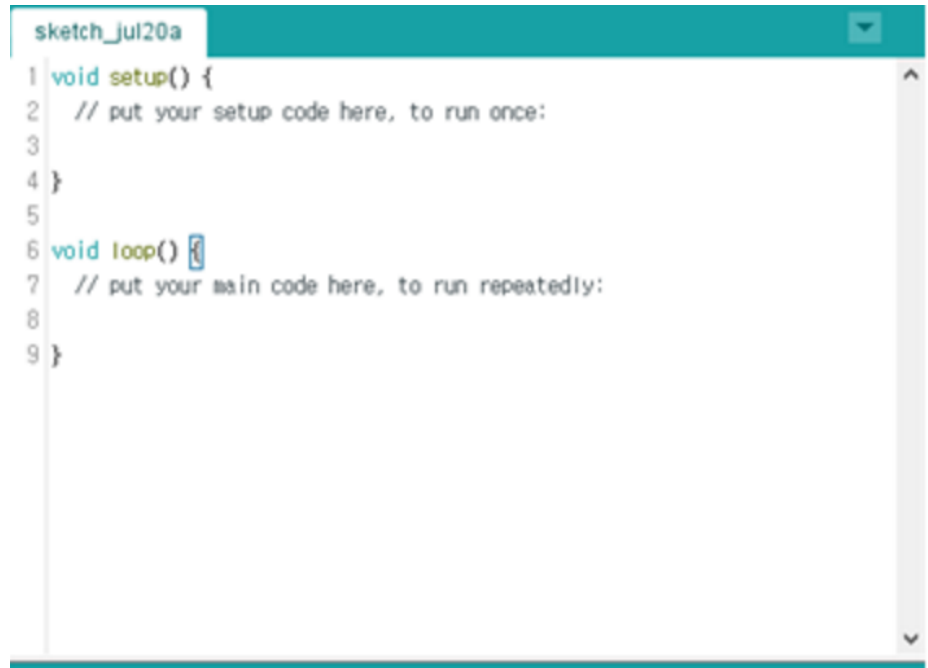 sketch_jul20a
1 void setup() {
2 // put your setup code here, to run once:
3
4 }
5
6 void loop() {
7 // put your main code here, to run repeatedly:
8
9 }